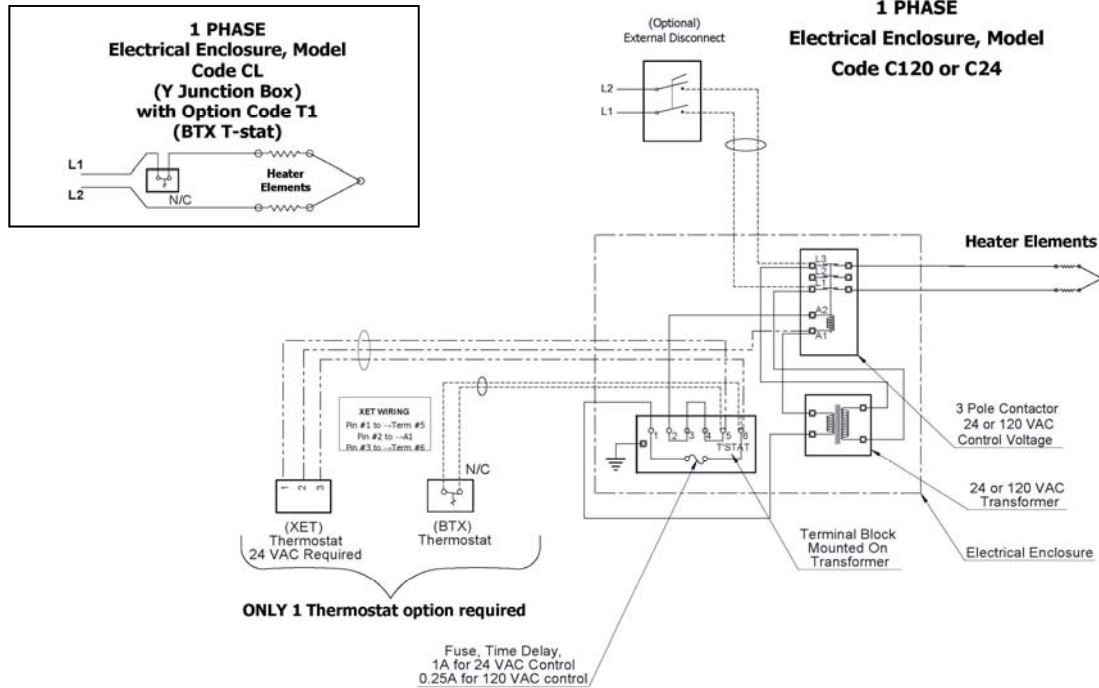 1 PHASE
Electrical Enclosure, Model
Code CL
(Y Junction Box)
with Option Code T1
(BTX T-stat)
L1
L2
N/C
Heater
Elements
(Optional)
External Disconnect
L2
L1
1 PHASE
Electrical Enclosure, Model
Code C120 or C24
Heater Elements
L3
L2
L1
A2
A1
3 Pole Contactor
24 or 120 VAC
Control Voltage
24 or 120 VAC
Transformer
Electrical Enclosure
XET WIRING
Pin #1 to →Term #5
Pin #2 to →A1
Pin #3 to →Term #6
1 2 3 4 5 6
T'STAT
N/C
1 2 3
(XET)
Thermostat
24 VAC Required
(BTX)
Thermostat
Terminal Block
Mounted On
Transformer
ONLY 1 Thermostat option required
Fuse, Time Delay,
1A for 24 VAC Control
0.25A for 120 VAC control